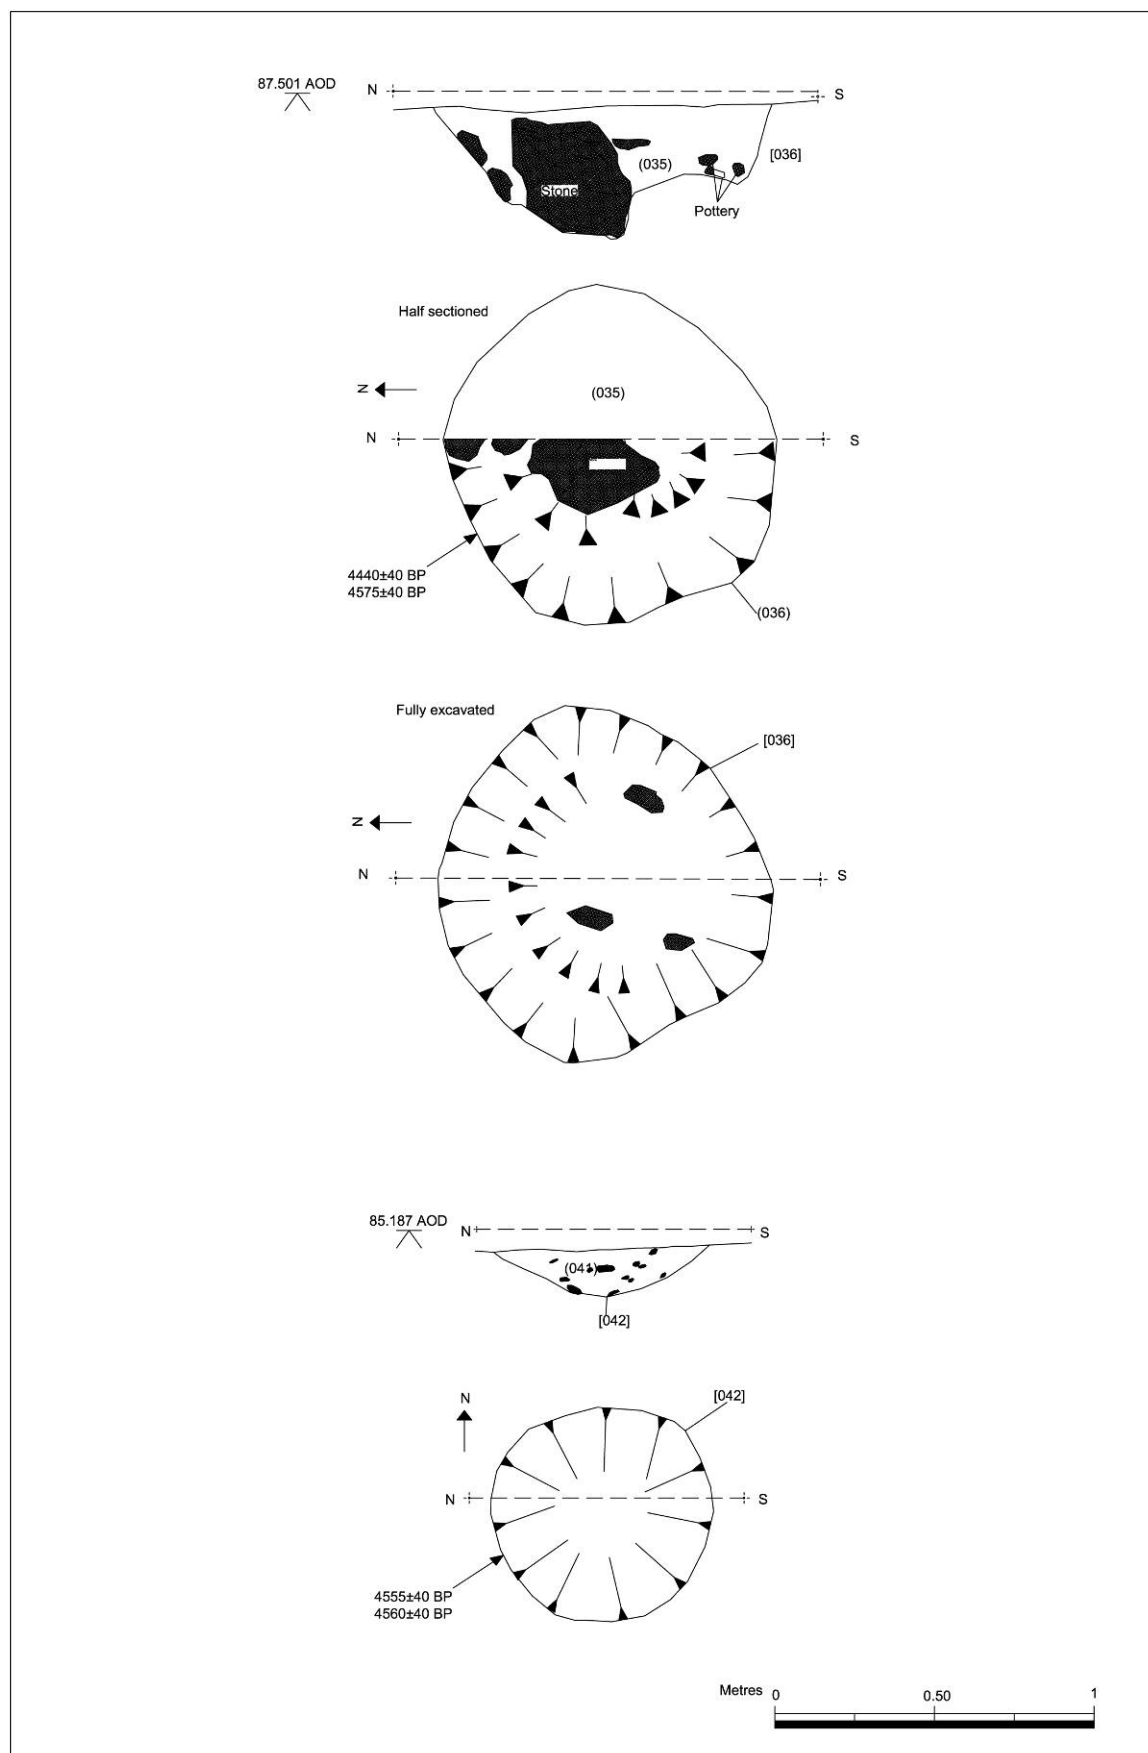 87.501 AOD
N
S
(035)
[036]
Stone
Pottery
Half sectioned
(035)
N
N
S
4440±40 BP
4575±40 BP
(036)
Fully excavated
[036]
N
N
S
85.187 AOD
N
S
(041)
[042]
N
[042]
N
S
4555±40 BP
4560±40 BP
Metres
0
0.50
1